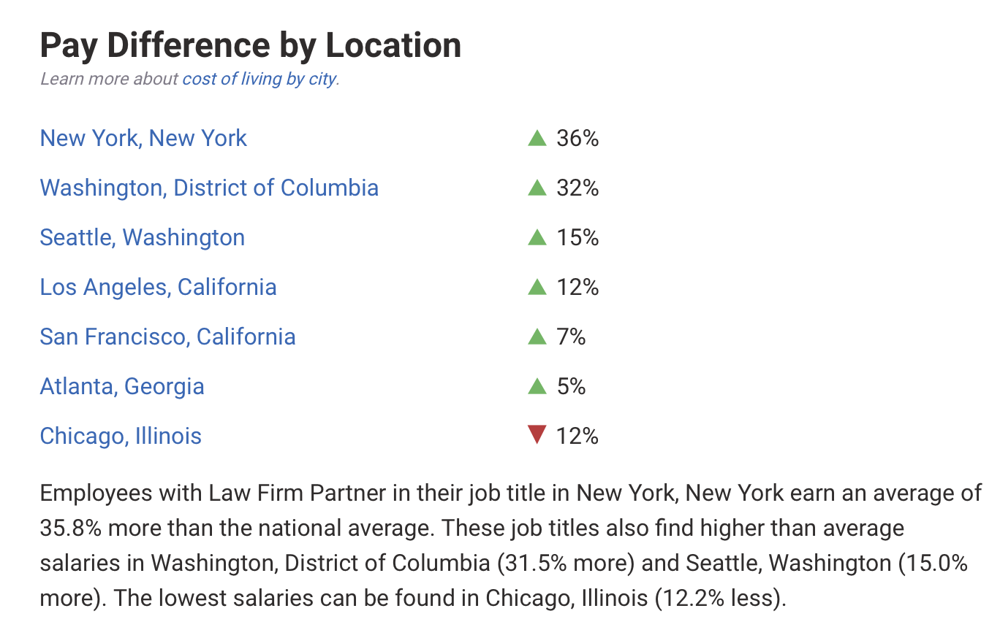 Pay Difference by Location
Learn more about cost of living by city.
New York, New York ▲ 36%
Washington, District of Columbia ▲ 32%
Seattle, Washington ▲ 15%
Los Angeles, California ▲ 12%
San Francisco, California ▲ 7%
Atlanta, Georgia ▲ 5%
Chicago, Illinois ▼ 12%
Employees with Law Firm Partner in their job title in New York, New York earn an average of
35.8% more than the national average. These job titles also find higher than average
salaries in Washington, District of Columbia (31.5% more) and Seattle, Washington (15.0%
more). The lowest salaries can be found in Chicago, Illinois (12.2% less).